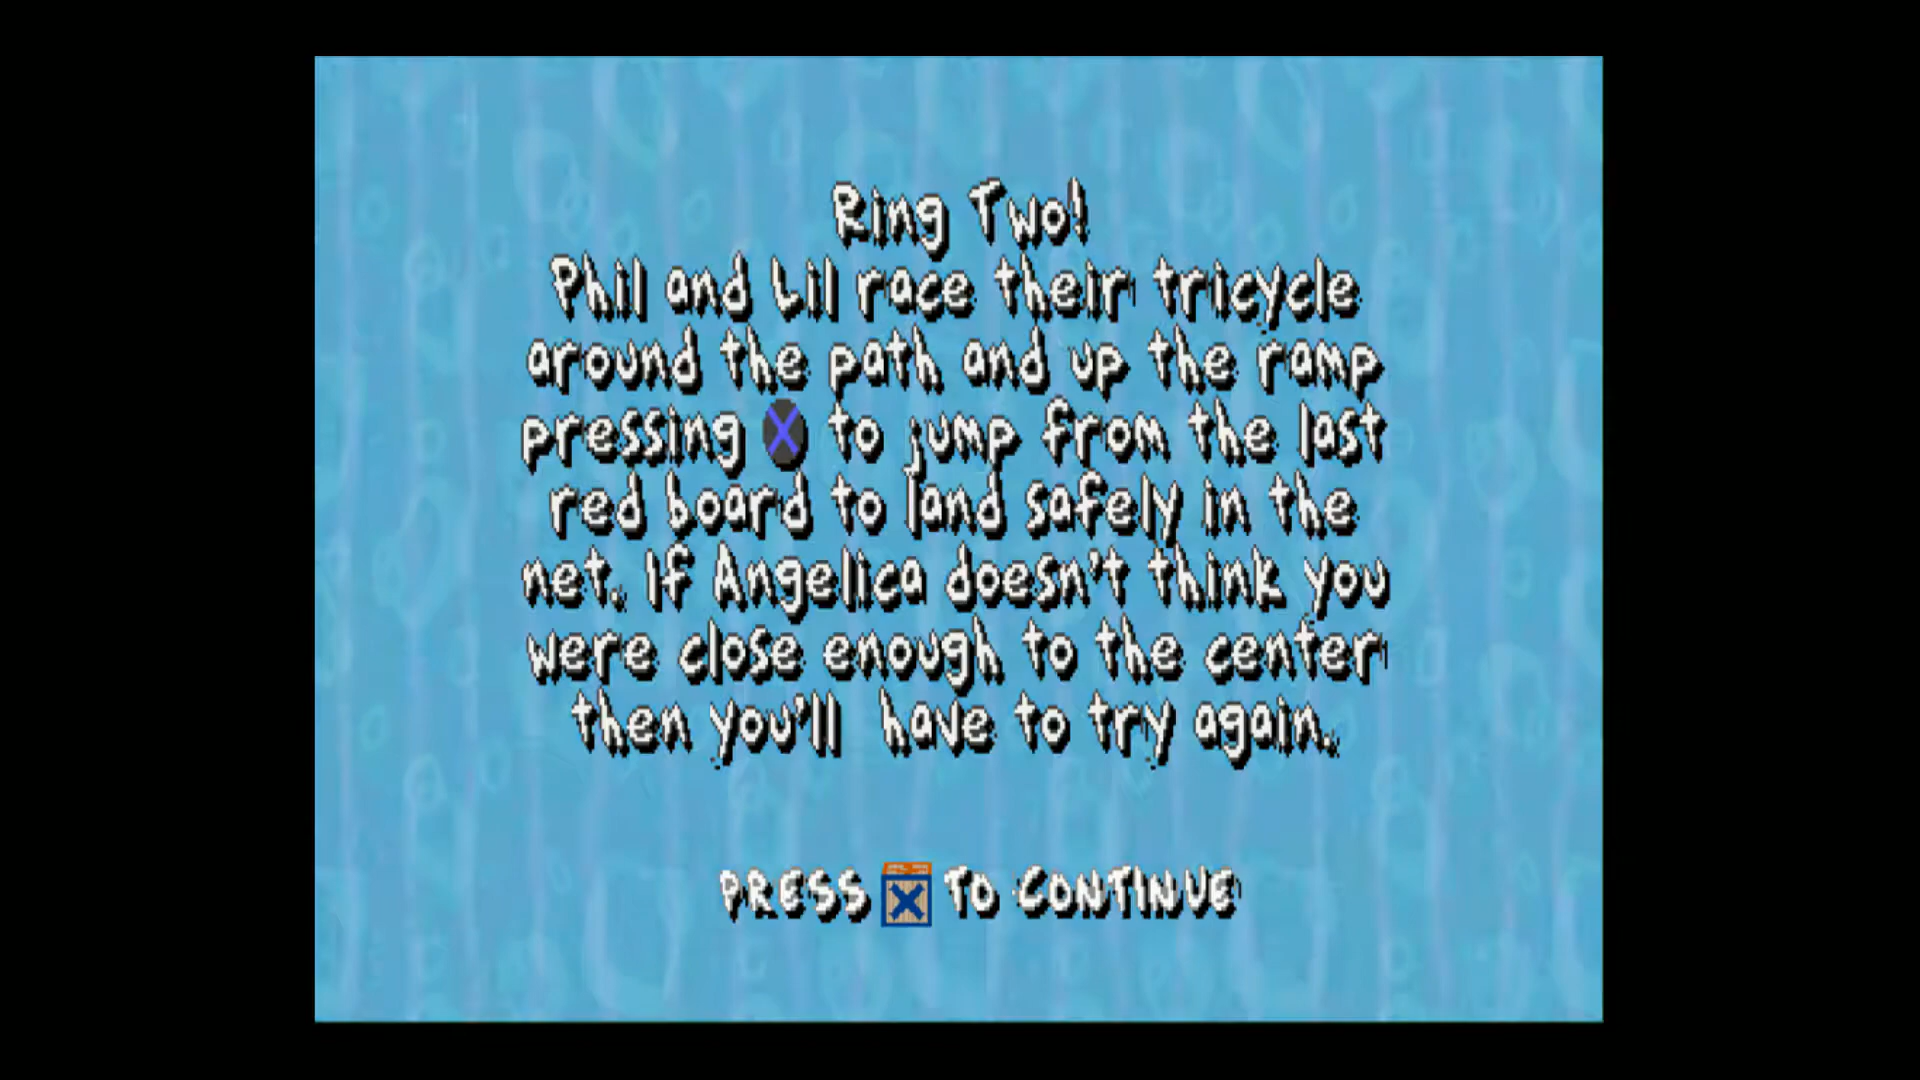 Ring Two!
Phil and Lil race their tricycle
around the path and up the ramp
pressing X to jump from the last
red board to land safely in the
net. If Angelica doesn't think you
were close enough to the center
then you'll have to try again.
PRESS X TO CONTINUE